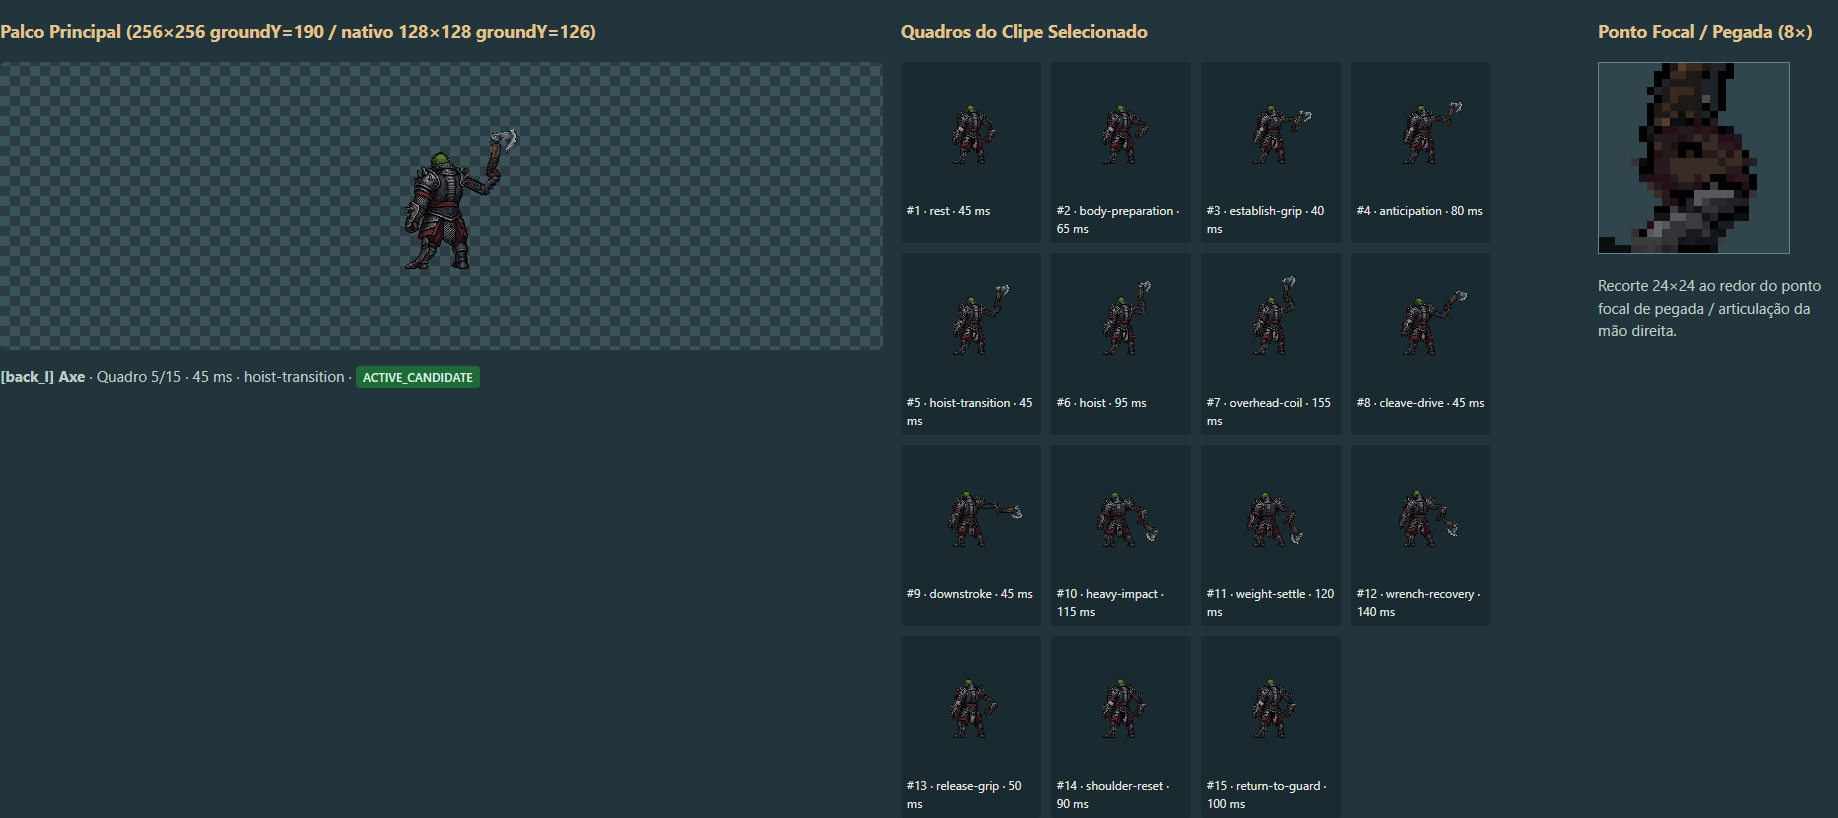 Palco Principal (256×256 groundY=190 / nativo 128×128 groundY=126)
[back_l] Axe · Quadro 5/15 · 45 ms · hoist-transition · ACTIVE_CANDIDATE
Quadros do Clipe Selecionado
#1 · rest · 45 ms
#2 · body-preparation ·
65 ms
#3 · establish-grip · 40
ms
#4 · anticipation · 80 ms
#5 · hoist-transition · 45
ms
#6 · hoist · 95 ms
#7 · overhead-coil · 155
ms
#8 · cleave-drive · 45 ms
#9 · downstroke · 45 ms
#10 · heavy-impact ·
115 ms
#11 · weight-settle · 120
ms
#12 · wrench-recovery ·
140 ms
#13 · release-grip · 50
ms
#14 · shoulder-reset ·
90 ms
#15 · return-to-guard ·
100 ms
Ponto Focal / Pegada (8×)
Recorte 24×24 ao redor do ponto
focal de pegada / articulação da
mão direita.